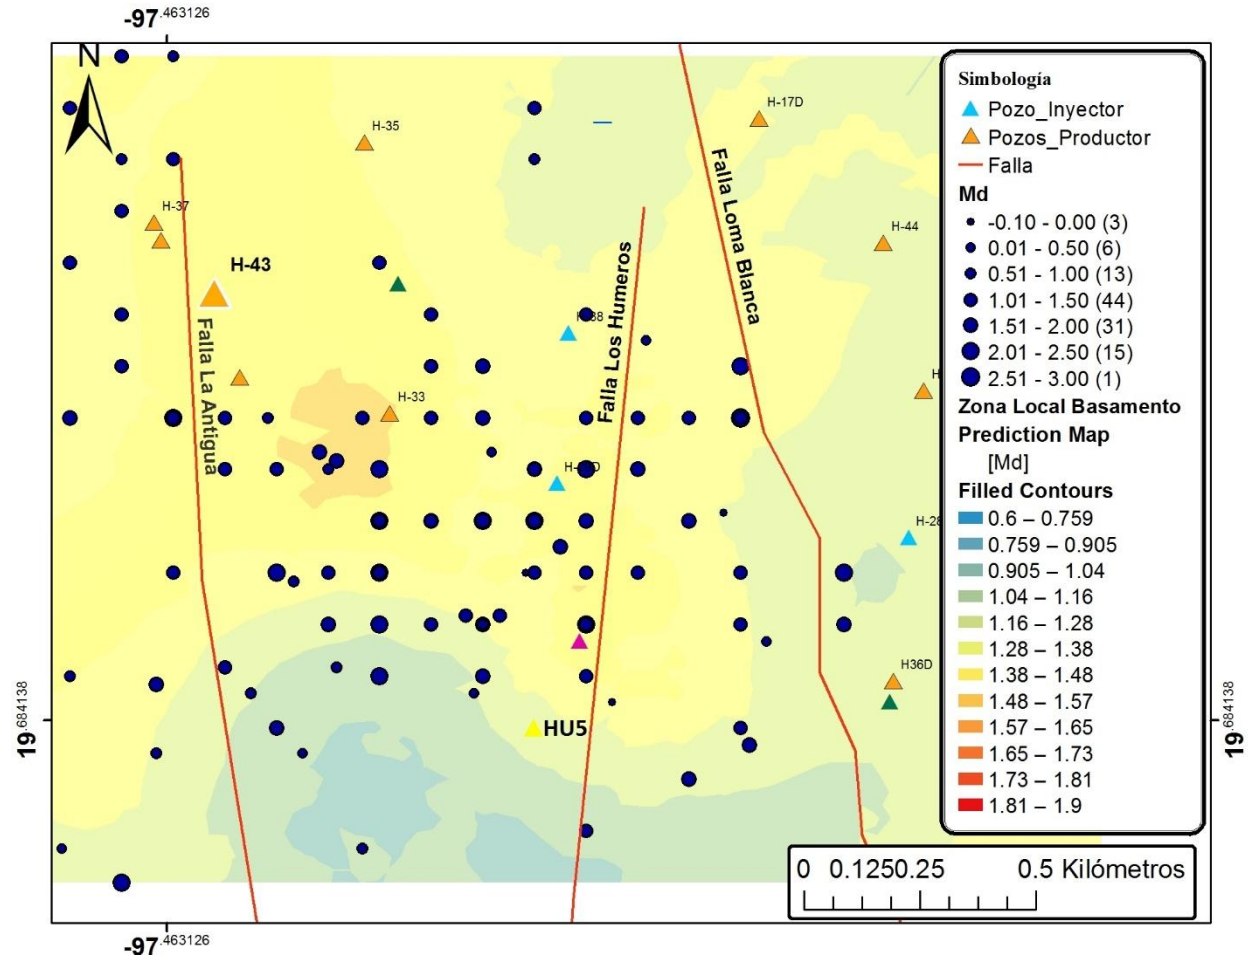 -97.463126
N
H-35
H-17D
H-37
H-44
H-43
Falla La Antigua
Falla Los Humeros
Falla Loma Blanca
H-33
H-28
H36D
HU5
19.684138
19.684138
-97.463126
Simbología
Pozo_Inyector
Pozos_Productor
Falla
Md
-0.10 - 0.00 (3)
0.01 - 0.50 (6)
0.51 - 1.00 (13)
1.01 - 1.50 (44)
1.51 - 2.00 (31)
2.01 - 2.50 (15)
2.51 - 3.00 (1)
Zona Local Basamento
Prediction Map
[Md]
Filled Contours
0.6 – 0.759
0.759 – 0.905
0.905 – 1.04
1.04 – 1.16
1.16 – 1.28
1.28 – 1.38
1.38 – 1.48
1.48 – 1.57
1.57 – 1.65
1.65 – 1.73
1.73 – 1.81
1.81 – 1.9
0 0.1250.25 0.5 Kilómetros